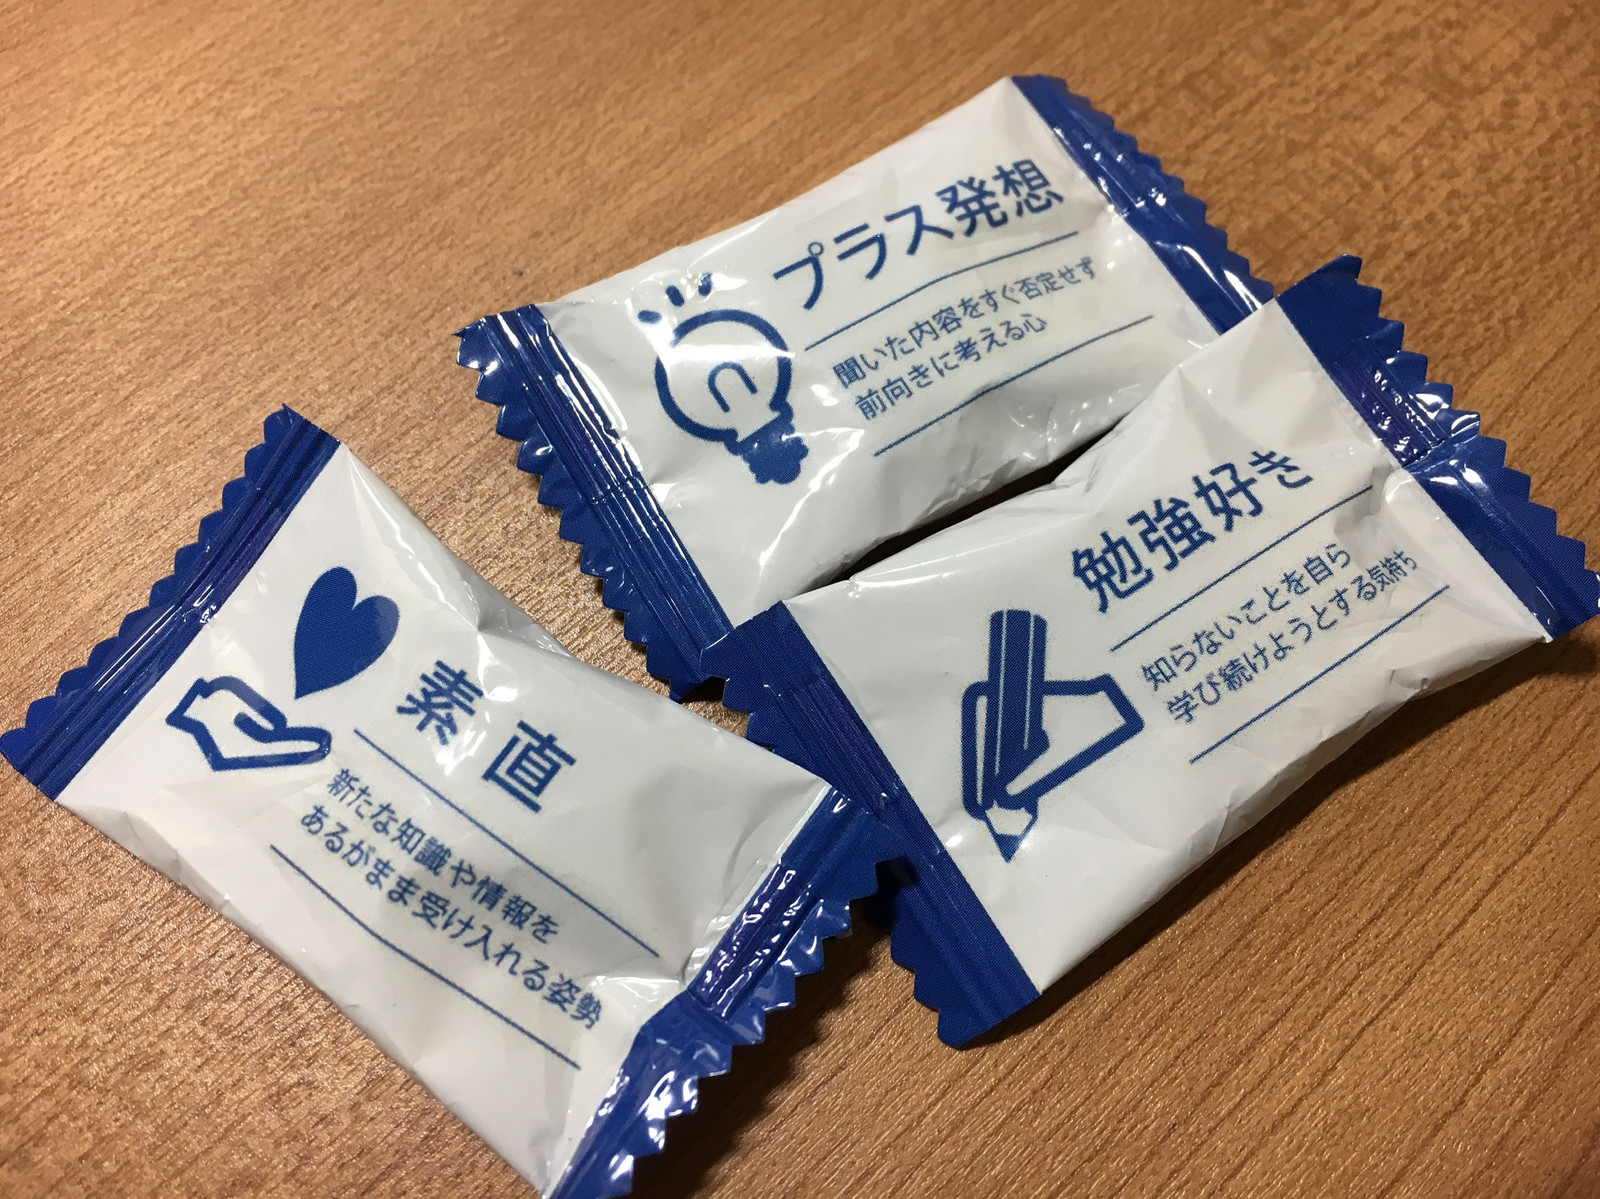 プラス発想
聞いた内容をすぐ否定せず
前向きに考える心
勉強好き
知らないことを自ら
学び続けようとする気持ち
素直
新たな知識や情報を
あるがまま受け入れる姿勢